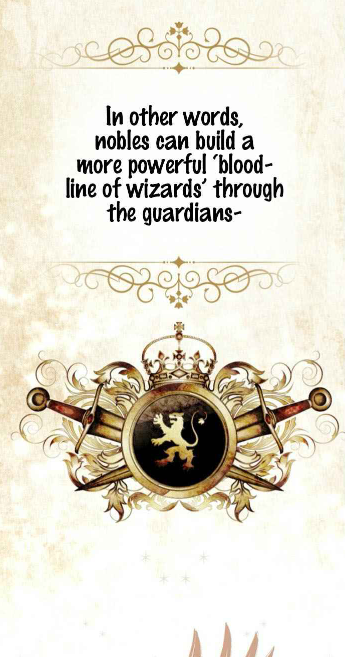 In other words,
nobles can build a
more powerful ‘blood-
line of wizards’ through
the guardians-